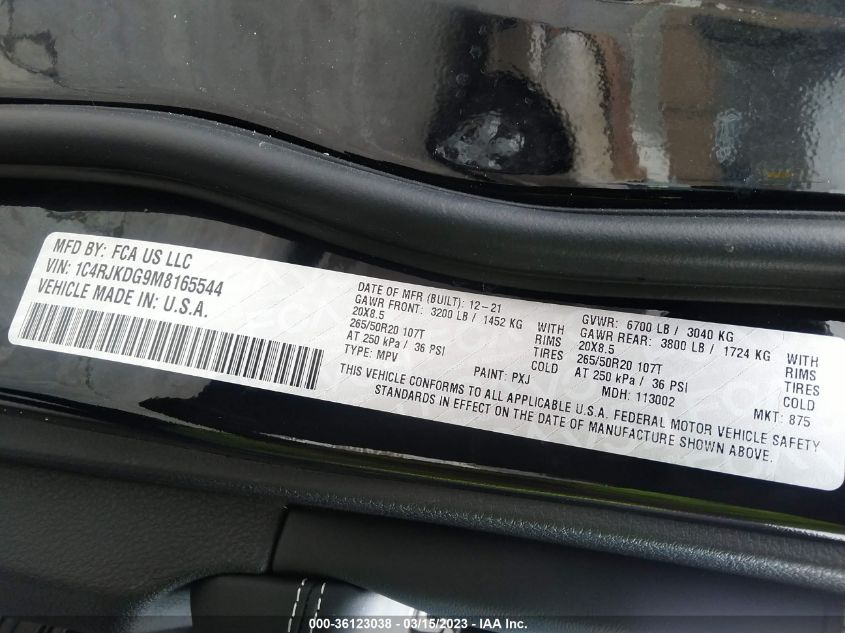 MFD BY: FCA US LLC
VIN: 1C4RJKDG9M8165544
VEHICLE MADE IN: U.S.A.
DATE OF MFR (BUILT): 12-21
GAWR FRONT: 3200 LB / 1452 KG WITH
20X8.5 RIMS
265/50R20 107T TIRES
AT 250 kPa / 36 PSI COLD
TYPE: MPV
PAINT: PXJ
GVWR: 6700 LB / 3040 KG
GAWR REAR: 3800 LB / 1724 KG WITH
20X8.5 RIMS
265/50R20 107T TIRES
AT 250 kPa / 36 PSI COLD
MDH: 113002
MKT: 875
THIS VEHICLE CONFORMS TO ALL APPLICABLE U.S.A. FEDERAL MOTOR VEHICLE SAFETY
STANDARDS IN EFFECT ON THE DATE OF MANUFACTURE SHOWN ABOVE.
000-36123038 - 03/15/2023 - IAA Inc.